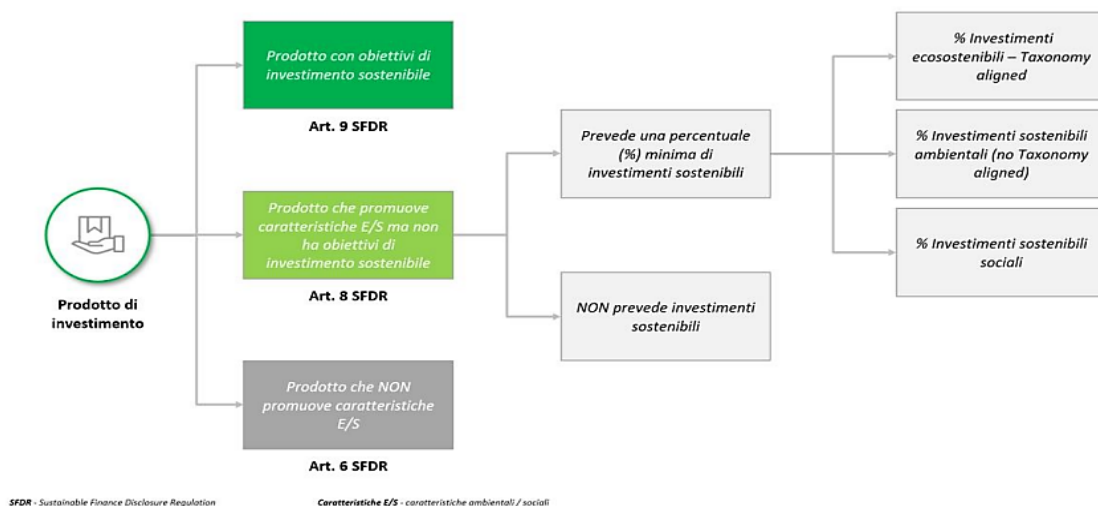 Prodotto con obiettivi di
investimento sostenibile
Art. 9 SFDR
Prodotto di
investimento
Prodotto che promuove
caratteristiche E/S ma non
ha obiettivi di
investimento sostenibile
Art. 8 SFDR
Prodotto che NON
promuove caratteristiche
E/S
Art. 6 SFDR
Prevede una percentuale
(%) minima di
investimenti sostenibili
NON prevede investimenti
sostenibili
% Investimenti
ecosostenibili – Taxonomy
aligned
% Investimenti sostenibili
ambientali (no Taxonomy
aligned)
% Investimenti sostenibili
sociali
SFDR - Sustainable Finance Disclosure Regulation
Caratteristiche E/S - caratteristiche ambientali / sociali